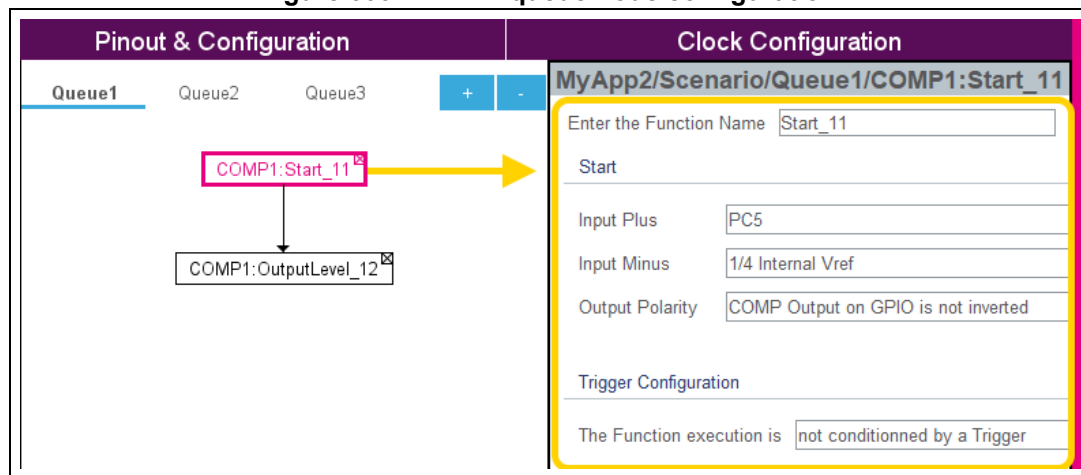 Pinout & Configuration
Clock Configuration
Queue1 Queue2 Queue3 + -
MyApp2/Scenario/Queue1/COMP1:Start_11
Enter the Function Name Start_11
COMP1:Start_11
Start
Input Plus PC5
COMP1:OutputLevel_12
Input Minus 1/4 Internal Vref
Output Polarity COMP Output on GPIO is not inverted
Trigger Configuration
The Function execution is not conditionned by a Trigger